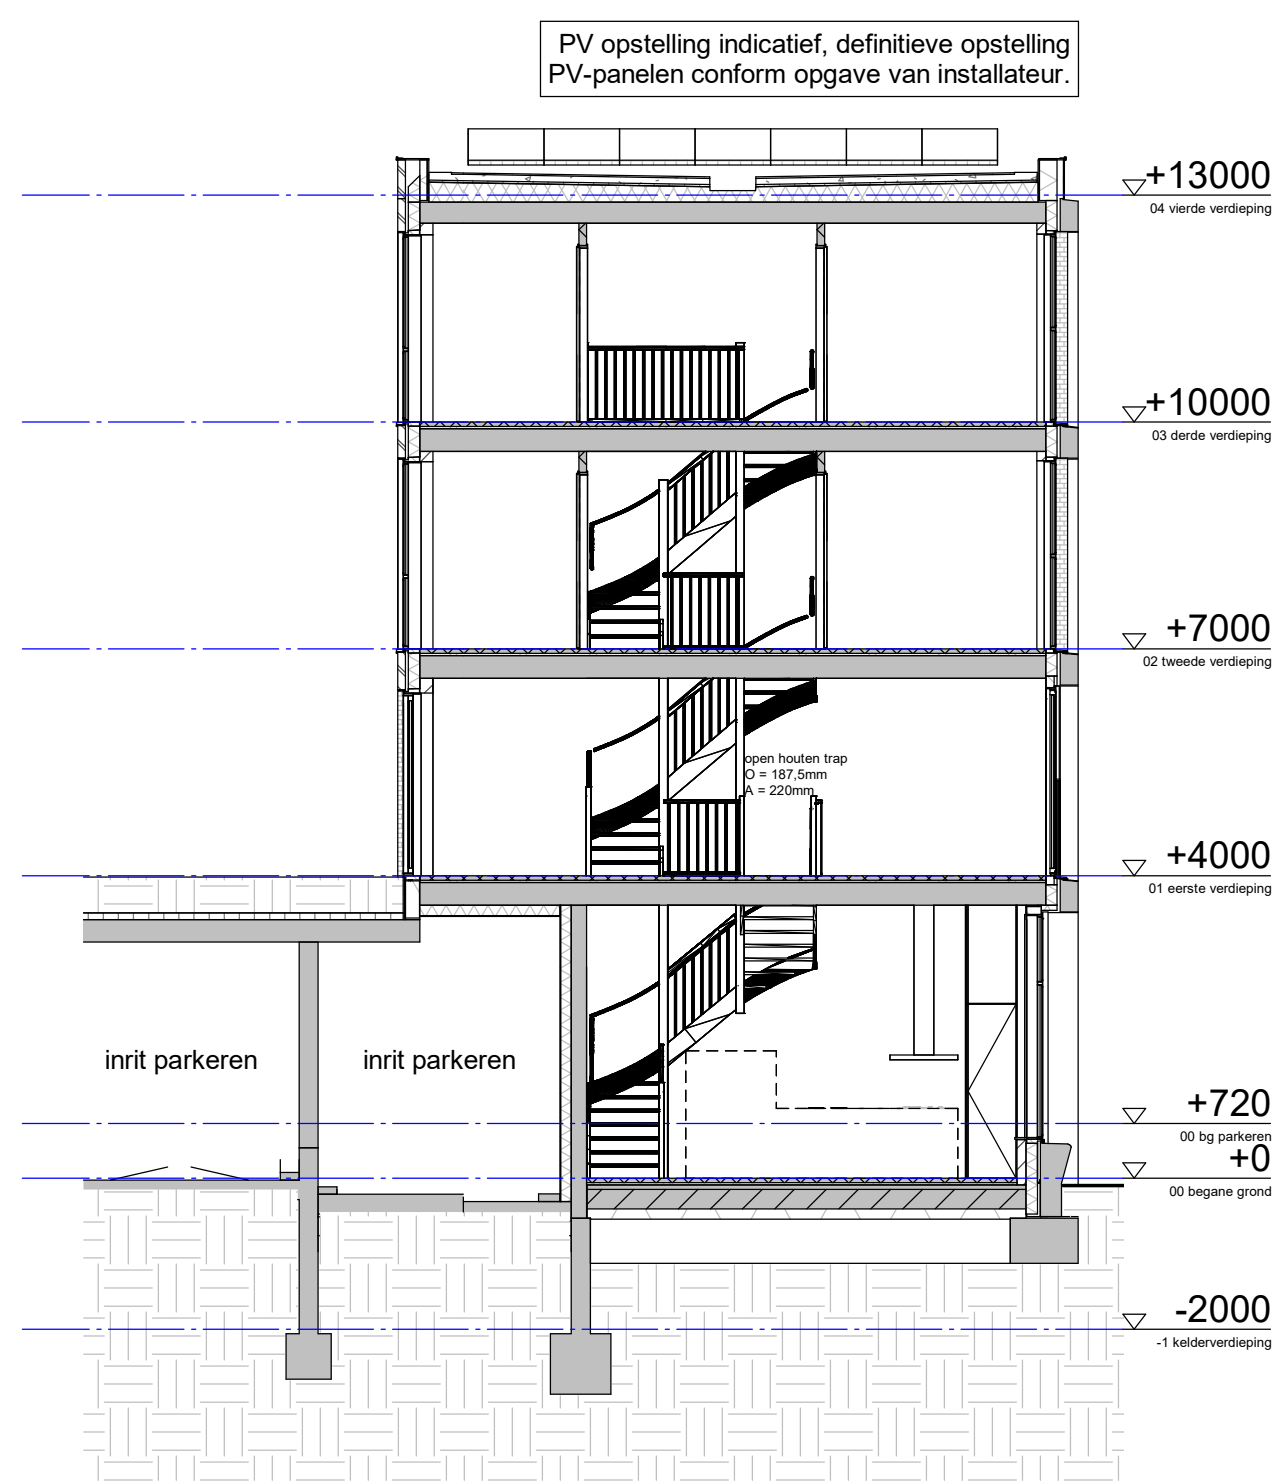 PV opstelling indicatief, definitieve opstelling
PV-panelen conform opgave van installateur.
+13000
04 vierde verdieping
+10000
03 derde verdieping
+7000
02 tweede verdieping
open houten trap
O = 187,5mm
A = 220mm
+4000
01 eerste verdieping
inrit parkeren
inrit parkeren
+720
00 bg parkeren
+0
00 begane grond
-2000
-1 kelderverdieping